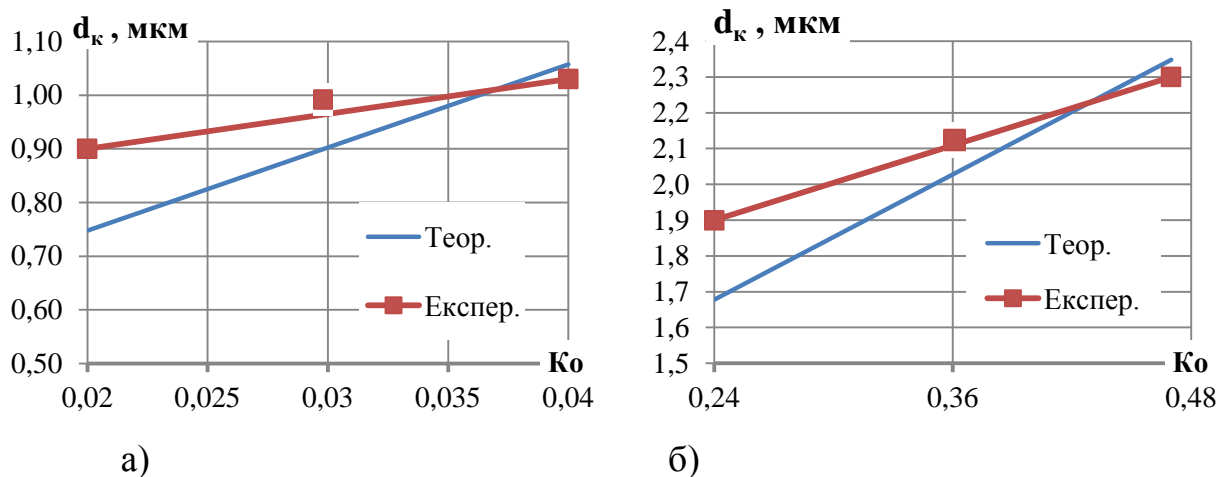 dк , мкм
1,10
1,00
0,90
0,80
0,70
0,60
0,50
Теор.
Експер.
Ко
0,02 0,025 0,03 0,035 0,04
а)
dк , мкм
2,4
2,3
2,2
2,1
2,0
1,9
1,8
1,7
1,6
1,5
Теор.
Експер.
Ко
0,24 0,36 0,48
б)